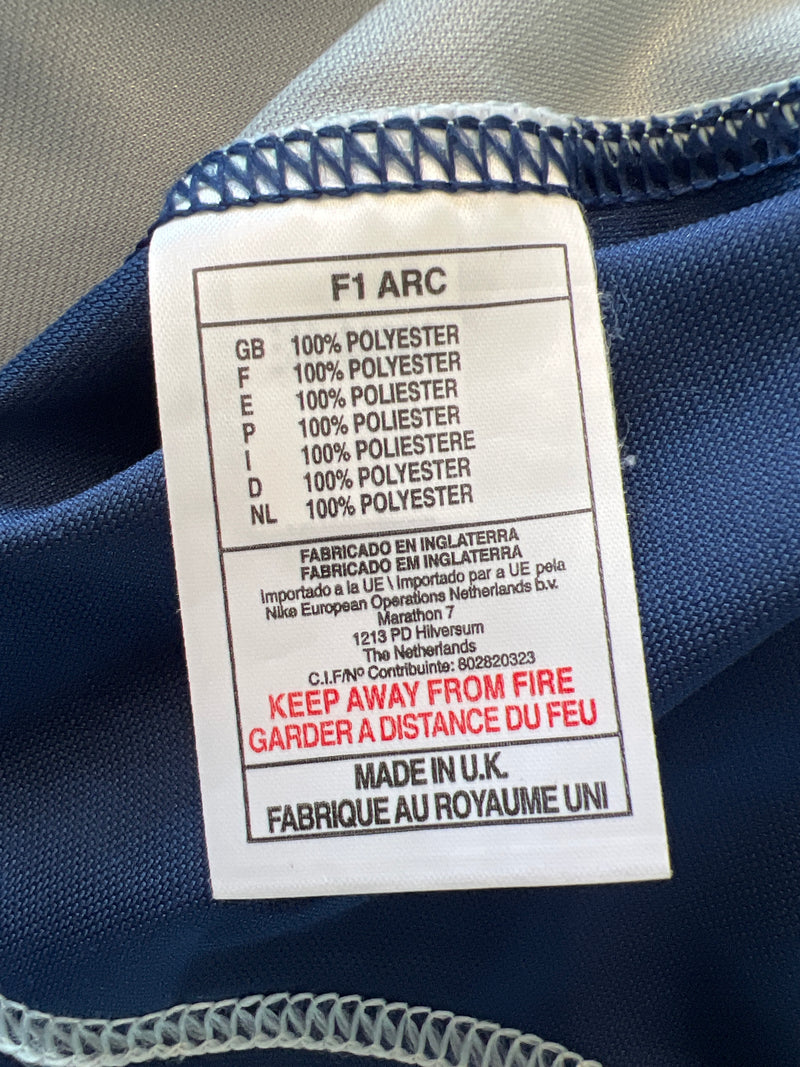 F1 ARC
GB 100% POLYESTER
F 100% POLYESTER
E 100% POLIESTER
P 100% POLIESTER
I 100% POLIESTERE
D 100% POLYESTER
NL 100% POLYESTER
FABRICADO EN INGLATERRA
FABRICADO EM INGLATERRA
Importado a la UE \ Importado par a UE pela
Nike European Operations Netherlands b.v.
Marathon 7
1213 PD Hilversum
The Netherlands
C.I.F/Nº Contribuinte: 802820323
KEEP AWAY FROM FIRE
GARDER A DISTANCE DU FEU
MADE IN U.K.
FABRIQUE AU ROYAUME UNI